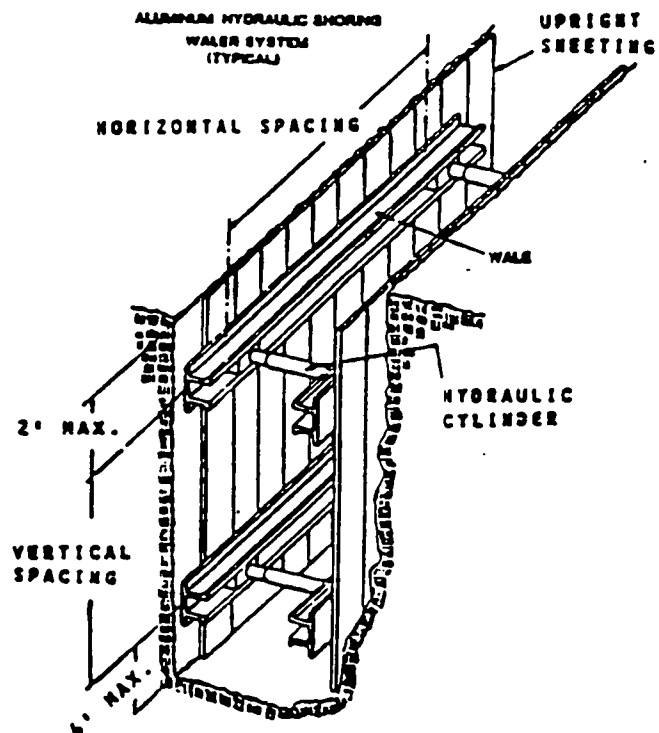 ALUMINUM HYDRAULIC SHORING
WALER SYSTEM
(TYPICAL)
UPRIGHT
SHEETING
HORIZONTAL SPACING
WALE
HYDRAULIC
CYLINDER
2' MAX.
VERTICAL
SPACING
4' MAX.